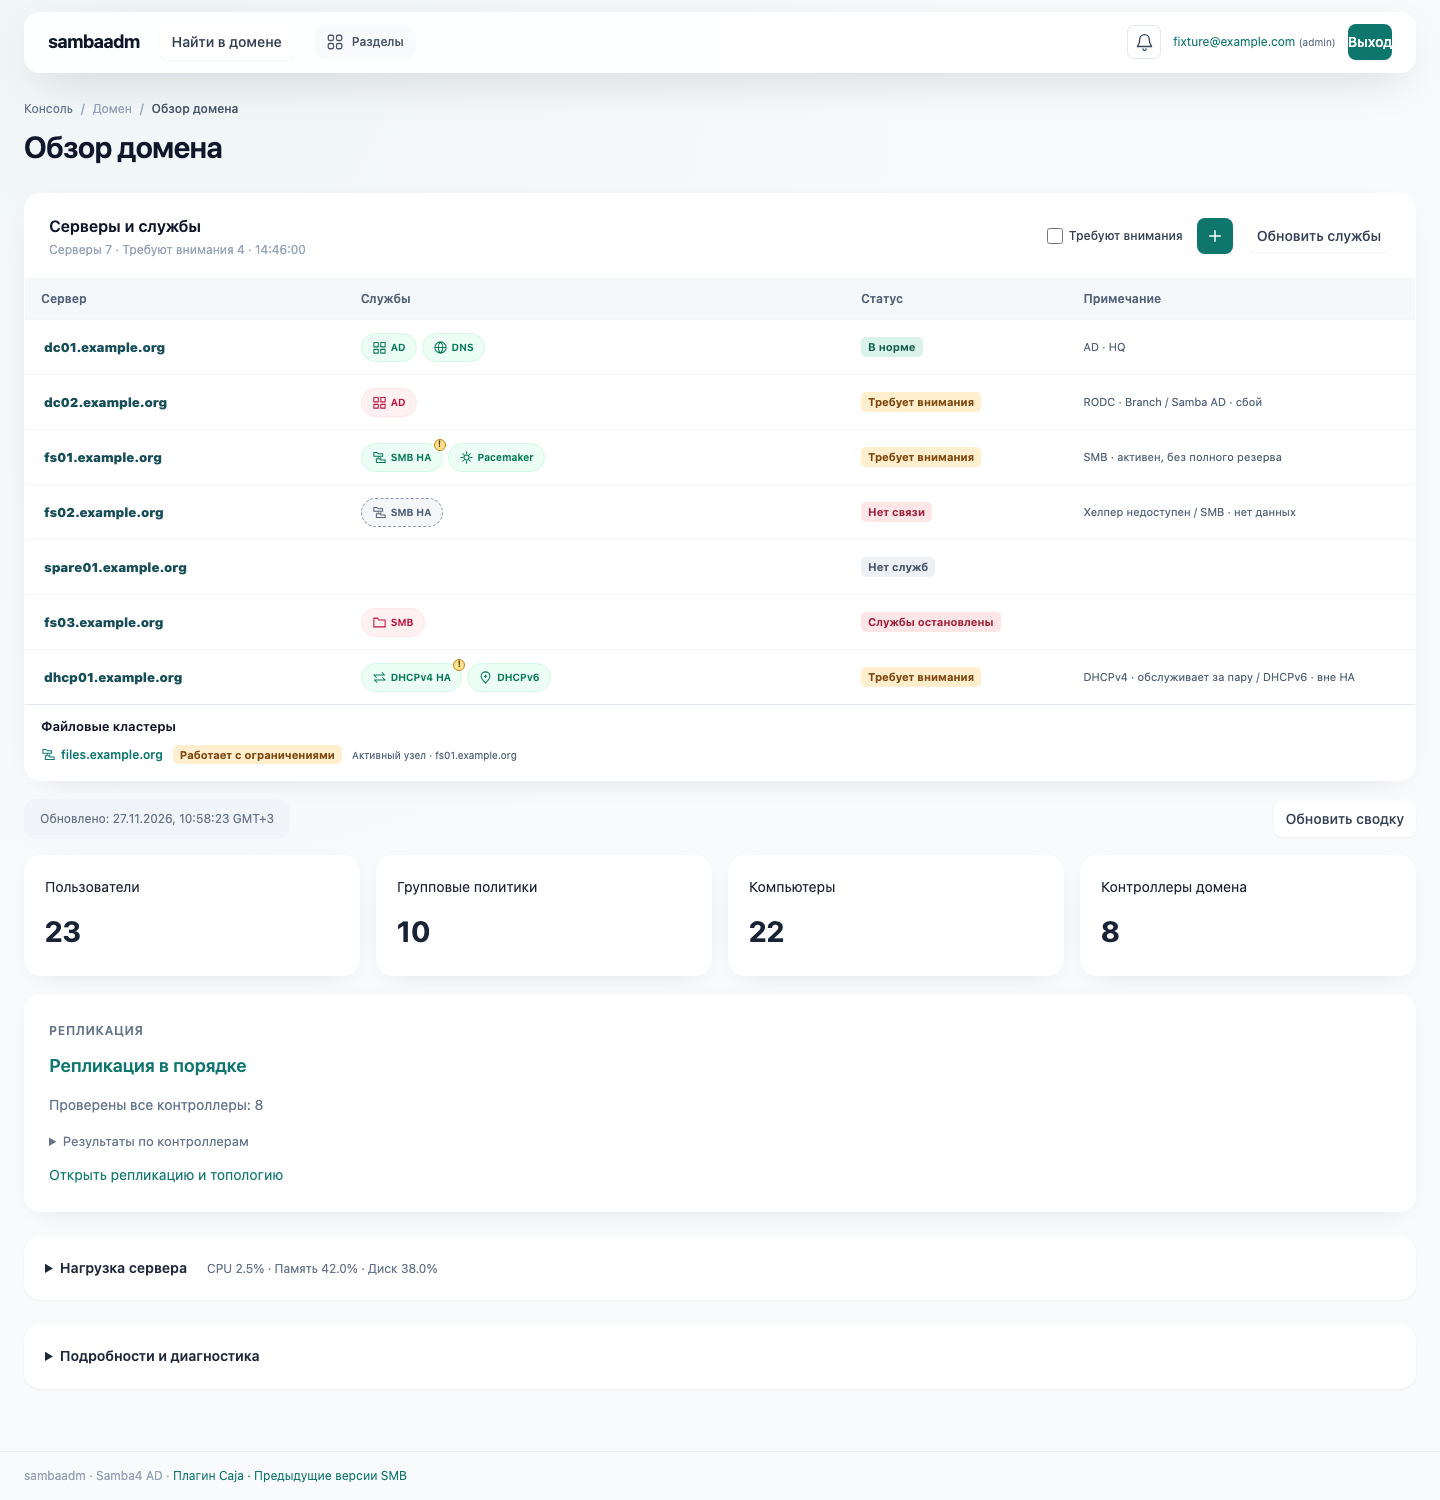 sambaadm Найти в домене Разделы fixture@example.com (admin) Выход
Консоль / Домен / Обзор домена
Обзор домена
Серверы и службы
Серверы 7 · Требуют внимания 4 · 14:46:00
Требуют внимания + Обновить службы
Сервер Службы Статус Примечание
dc01.example.org AD DNS В норме AD · HQ
dc02.example.org AD Требует внимания RODC · Branch / Samba AD · сбой
fs01.example.org SMB HA ! Pacemaker Требует внимания SMB · активен, без полного резерва
fs02.example.org SMB HA Нет связи Хелпер недоступен / SMB · нет данных
spare01.example.org Нет служб
fs03.example.org SMB Службы остановлены
dhcp01.example.org DHCPv4 HA ! DHCPv6 Требует внимания DHCPv4 · обслуживает за пару / DHCPv6 · вне HA
Файловые кластеры
files.example.org Работает с ограничениями Активный узел · fs01.example.org
Обновлено: 27.11.2026, 10:58:23 GMT+3 Обновить сводку
Пользователи Групповые политики Компьютеры Контроллеры домена
23 10 22 8
РЕПЛИКАЦИЯ
Репликация в порядке
Проверены все контроллеры: 8
Результаты по контроллерам
Открыть репликацию и топологию
Нагрузка сервера CPU 2.5% · Память 42.0% · Диск 38.0%
Подробности и диагностика
sambaadm · Samba4 AD · Плагин Caja · Предыдущие версии SMB